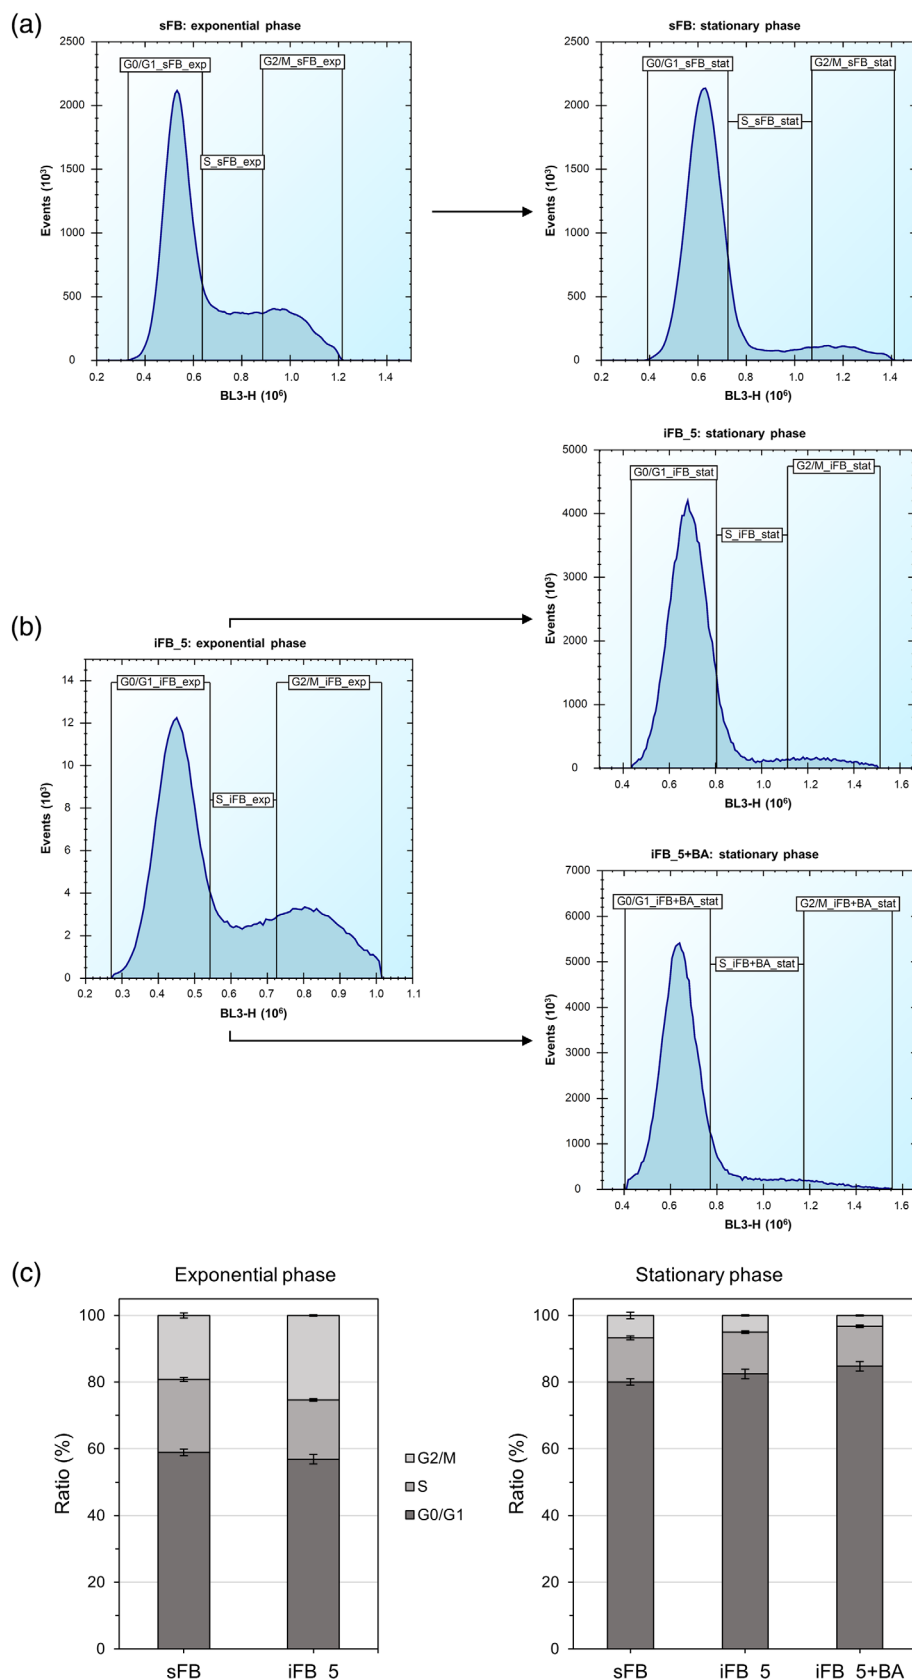 (a)
sFB: exponential phase
2500
2000
1500
1000
500
0
Events (10³)
G0/G1_sFB_exp
G2/M_sFB_exp
S_sFB_exp
0.2 0.4 0.6 0.8 1.0 1.2 1.4
BL3-H (10⁶)
sFB: stationary phase
2500
2000
1500
1000
500
0
Events (10³)
G0/G1_sFB_stat
G2/M_sFB_stat
S_sFB_stat
0.2 0.4 0.6 0.8 1.0 1.2 1.4
BL3-H (10⁶)
iFB_5: stationary phase
5000
4000
3000
2000
1000
0
Events (10³)
G0/G1_iFB_stat
G2/M_iFB_stat
S_iFB_stat
0.4 0.6 0.8 1.0 1.2 1.4 1.6
BL3-H (10⁶)
(b)
iFB_5: exponential phase
14
12
10
8
6
4
2
0
Events (10³)
G0/G1_iFB_exp
G2/M_iFB_exp
S_iFB_exp
0.2 0.3 0.4 0.5 0.6 0.7 0.8 0.9 1.0 1.1
BL3-H (10⁶)
iFB_5+BA: stationary phase
7000
6000
5000
4000
3000
2000
1000
0
Events (10³)
G0/G1_iFB+BA_stat
G2/M_iFB+BA_stat
S_iFB+BA_stat
0.4 0.6 0.8 1.0 1.2 1.4 1.6
BL3-H (10⁶)
(c)
Exponential phase
100
80
60
40
20
0
Ratio (%)
sFB iFB_5
G2/M
S
G0/G1
Stationary phase
100
80
60
40
20
0
Ratio (%)
sFB iFB_5 iFB_5+BA